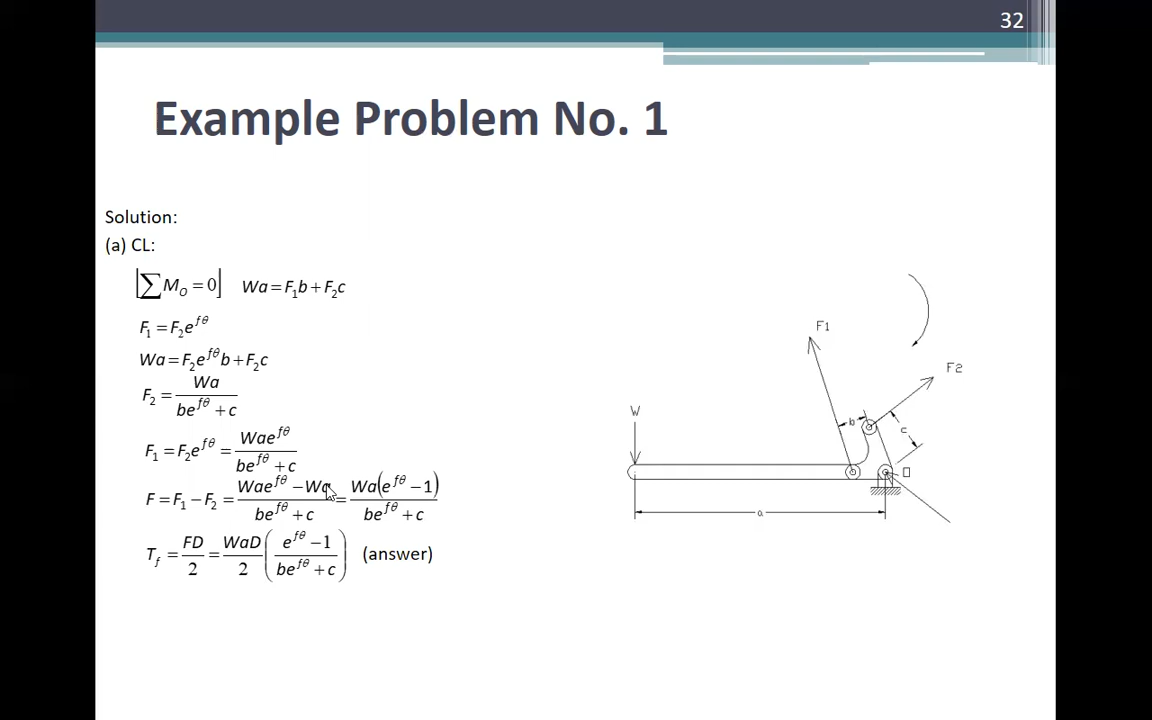 32
Example Problem No. 1
Solution:
(a) CL:
[∑M_O = 0] Wa = F₁b + F₂c
F₁ = F₂e^{fθ}
Wa = F₂e^{fθ}b + F₂c
F₂ = Wa / (be^{fθ} + c)
F₁ = F₂e^{fθ} = Wae^{fθ} / (be^{fθ} + c)
F = F₁ − F₂ = (Wae^{fθ} − Wa) / (be^{fθ} + c) = Wa(e^{fθ} − 1) / (be^{fθ} + c)
T_f = FD / 2 = WaD / 2 ((e^{fθ} − 1) / (be^{fθ} + c)) (answer)
F1
F2
W
b
c
O
a